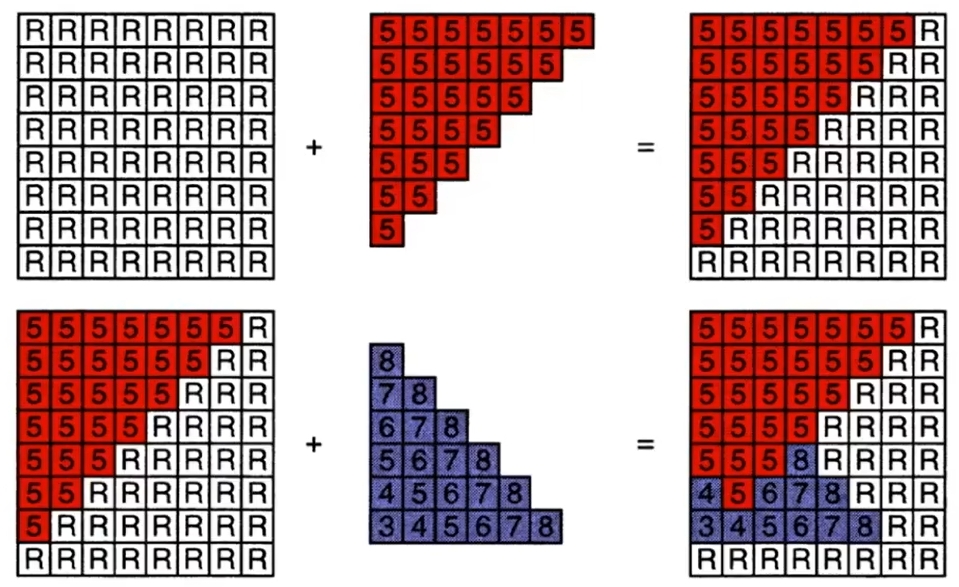 R R R R R R R R
R R R R R R R R
R R R R R R R R
R R R R R R R R
R R R R R R R R
R R R R R R R R
R R R R R R R R
R R R R R R R R
+
5 5 5 5 5 5 5
5 5 5 5 5 5
5 5 5 5 5
5 5 5 5
5 5 5
5 5
5
=
5 5 5 5 5 5 5 R
5 5 5 5 5 5 R R
5 5 5 5 5 R R R
5 5 5 5 R R R R
5 5 5 R R R R R
5 5 R R R R R R
5 R R R R R R R
R R R R R R R R
5 5 5 5 5 5 5 R
5 5 5 5 5 5 R R
5 5 5 5 5 R R R
5 5 5 5 R R R R
5 5 5 R R R R R
5 5 R R R R R R
5 R R R R R R R
R R R R R R R R
+
8
7 8
6 7 8
5 6 7 8
4 5 6 7 8
3 4 5 6 7 8
=
5 5 5 5 5 5 5 R
5 5 5 5 5 5 R R
5 5 5 5 5 R R R
5 5 5 5 R R R R
5 5 5 8 R R R R
4 5 6 7 8 R R R
3 4 5 6 7 8 R R
R R R R R R R R